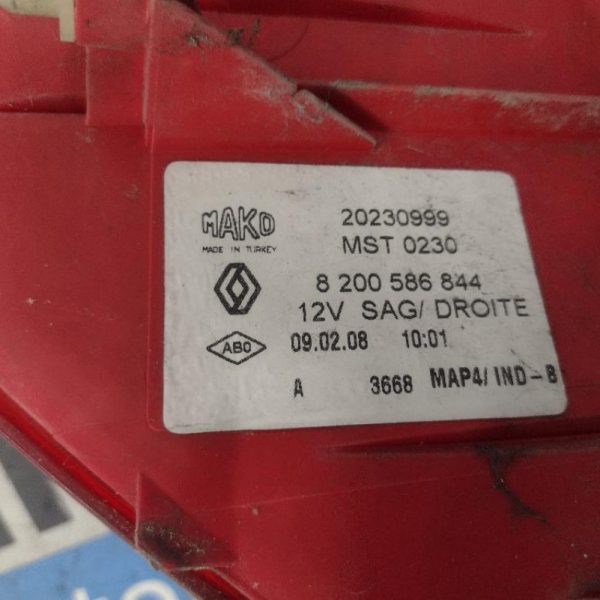 MAKO
MADE IN TURKEY
20230999
MST 0230
8 200 586 844
12V SAG/ DROITE
ABO 09.02.08 10:01
A 3668 MAP4/ IND-B